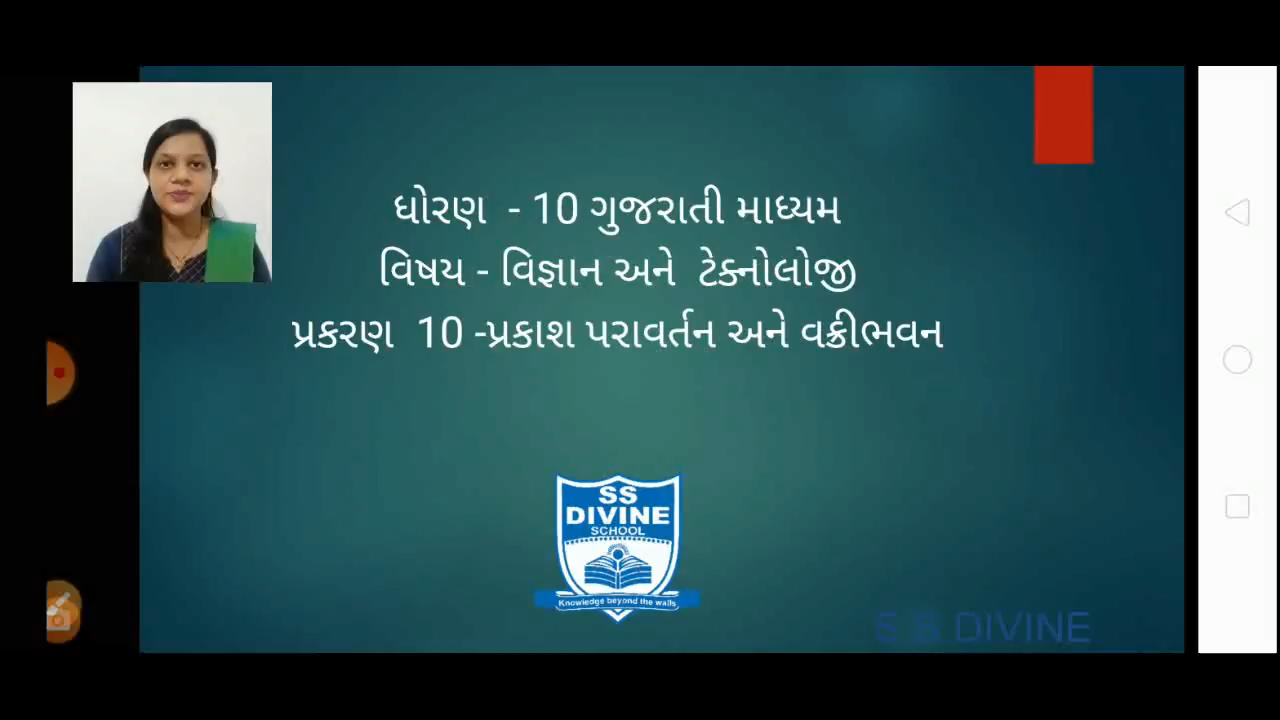 ધોરણ - 10 ગુજરાતી માધ્યમ
વિષય - વિજ્ઞાન અને ટેક્નોલોજી
પ્રકરણ 10 -પ્રકાશ પરાવર્તન અને વક્રીભવન
SS
DIVINE
SCHOOL
Knowledge beyond the walls
S S DIVINE